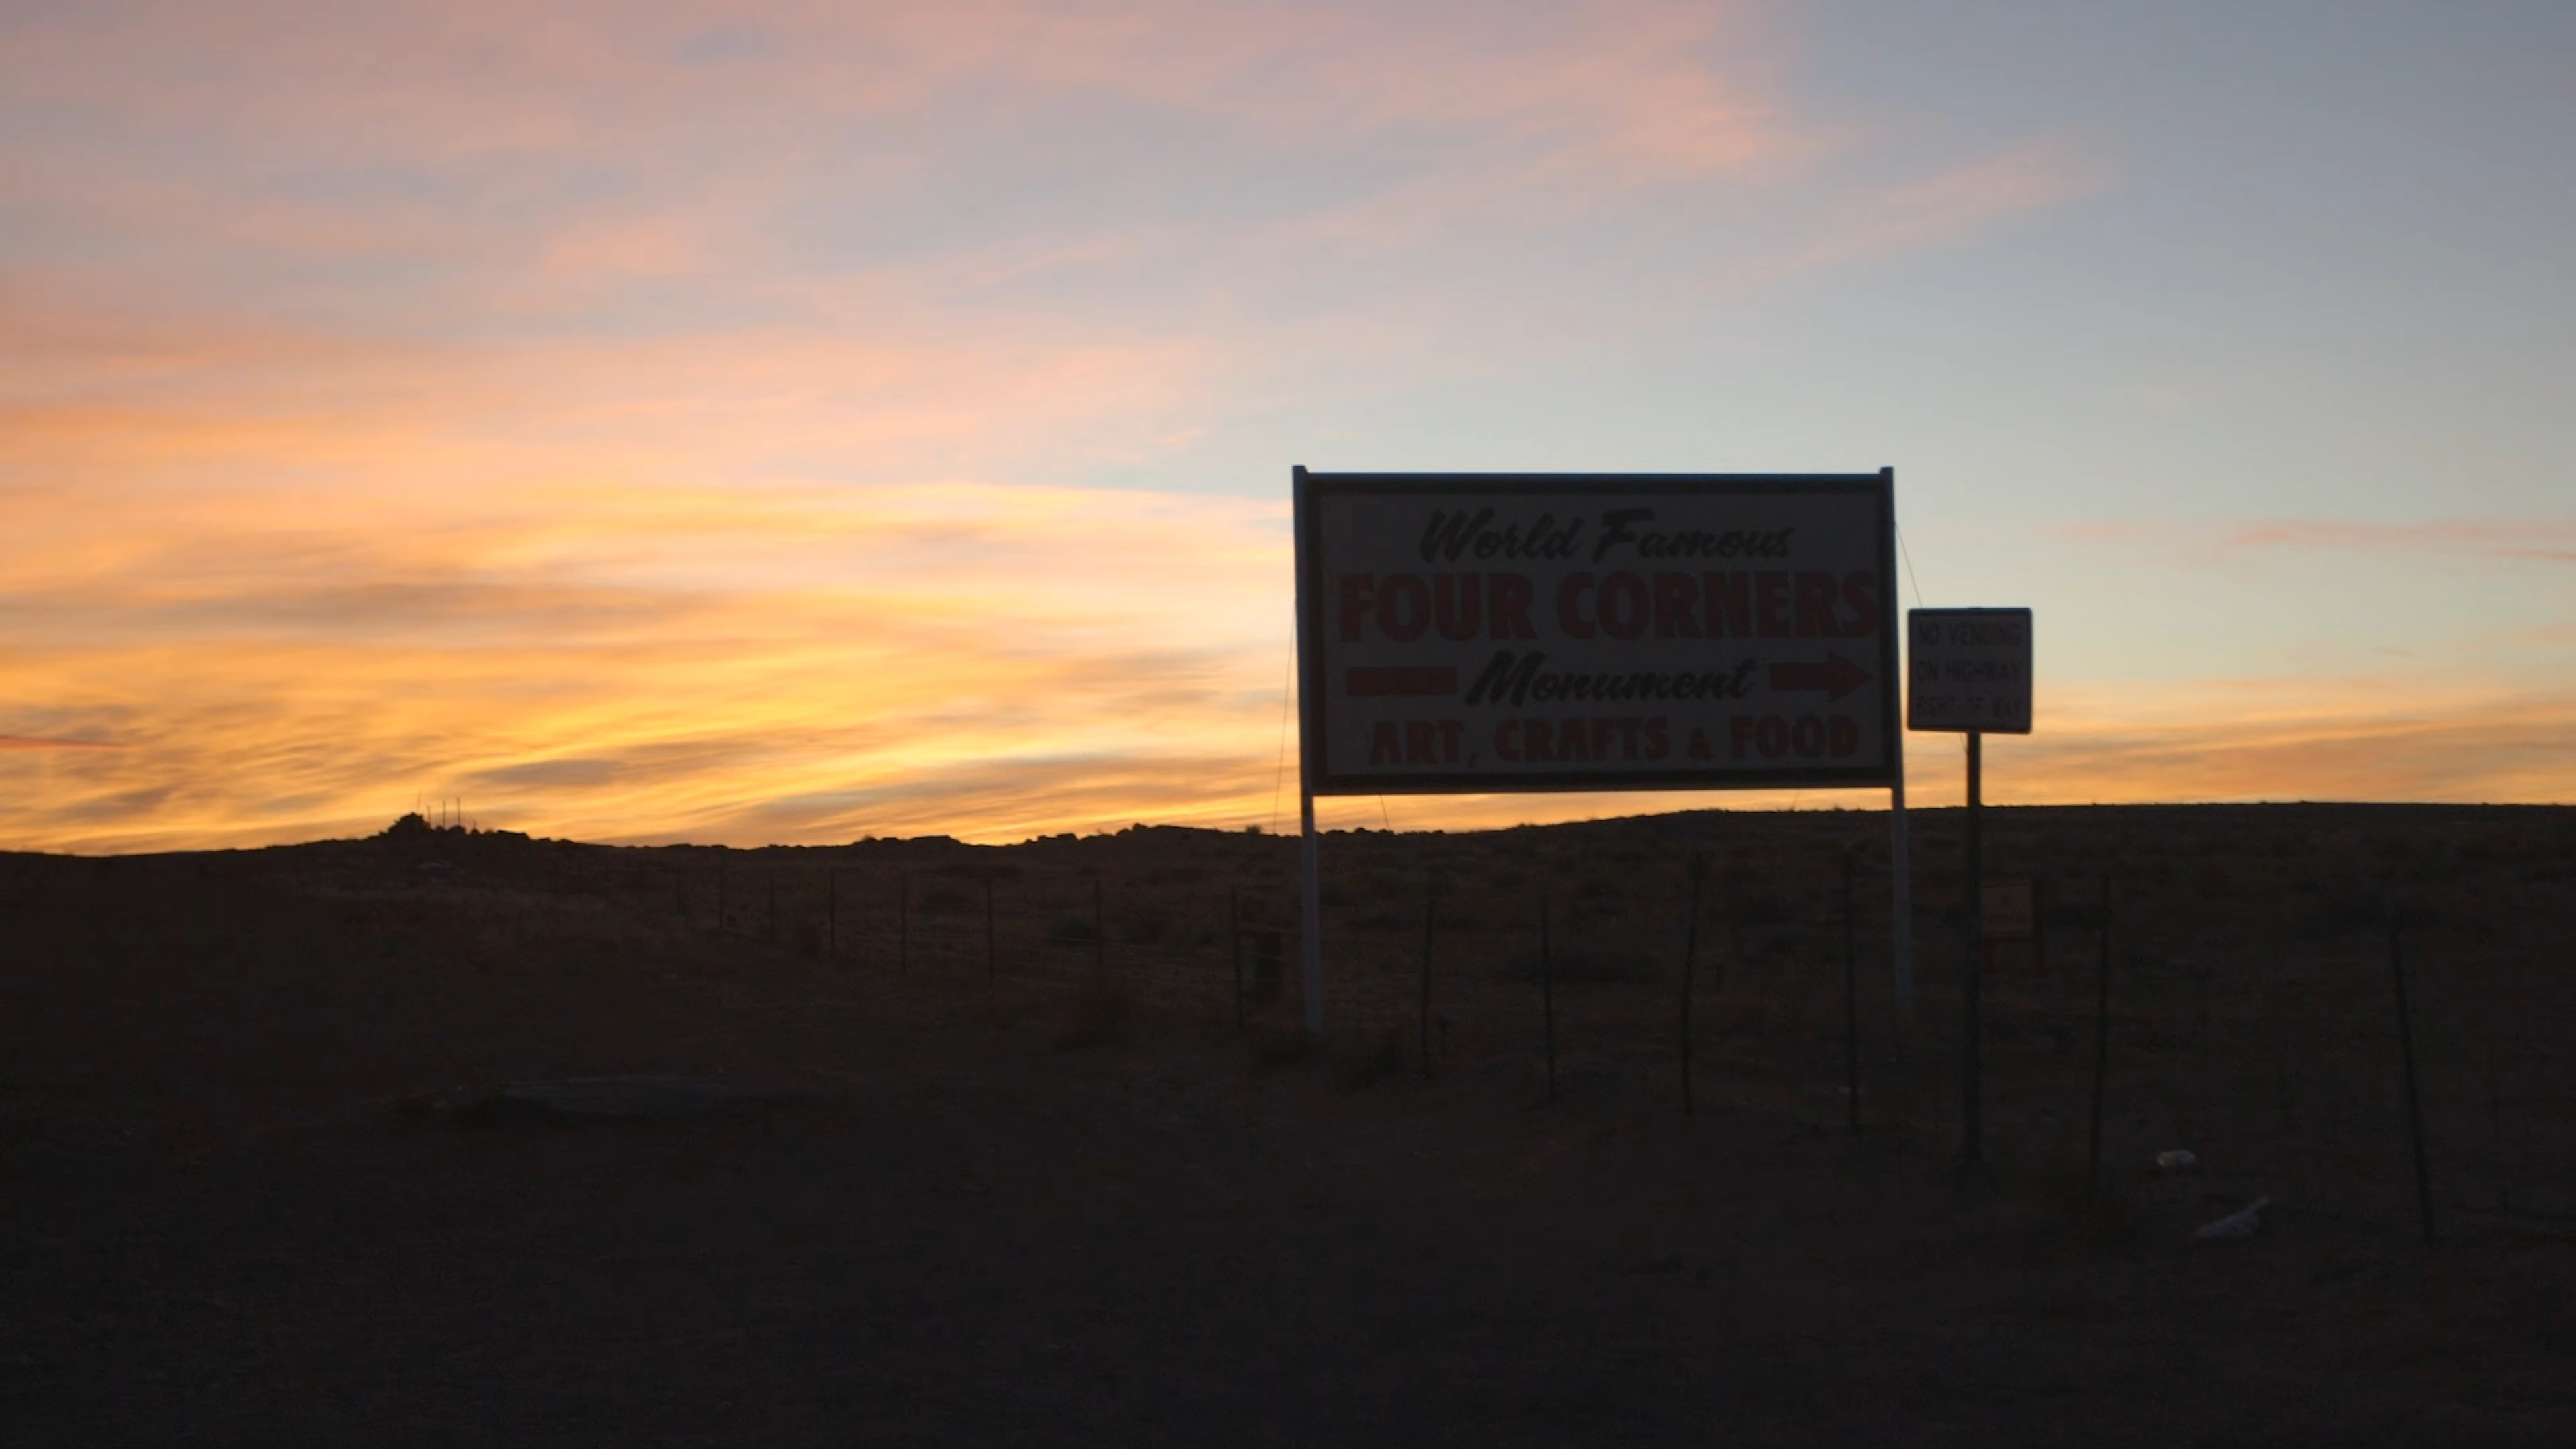 World Famous
FOUR CORNERS
Monument
ART, CRAFTS & FOOD
NO VENDING
ON HIGHWAY
RIGHT OF WAY